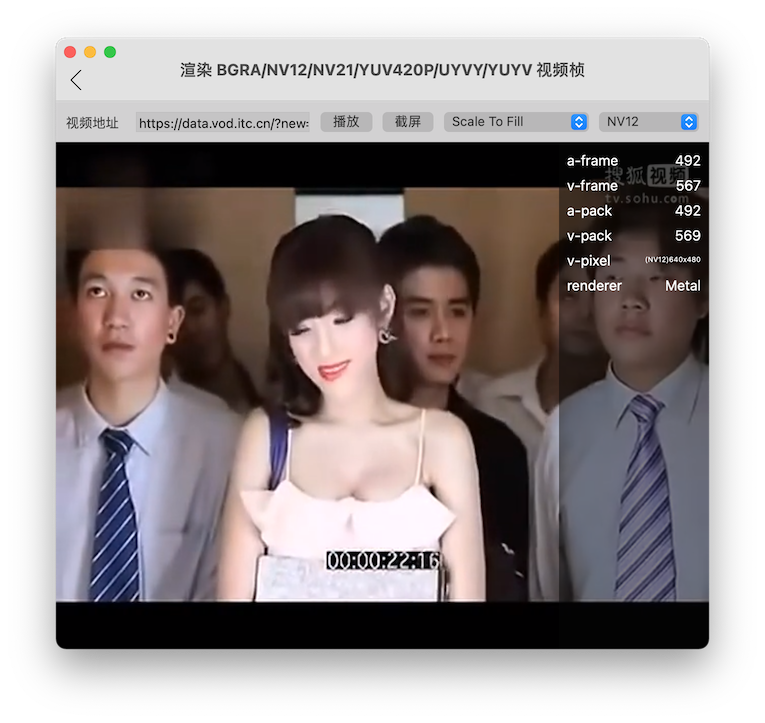 渲染 BGRA/NV12/NV21/YUV420P/UYVY/YUYV 视频桢
视频地址 https://data.vod.itc.cn/?new= 播放 截屏 Scale To Fill NV12
a-frame 492
搜狐视频
v-frame 567
tv.sohu.com
a-pack 492
v-pack 569
v-pixel (NV12)640x480
renderer Metal
00:00:22:16